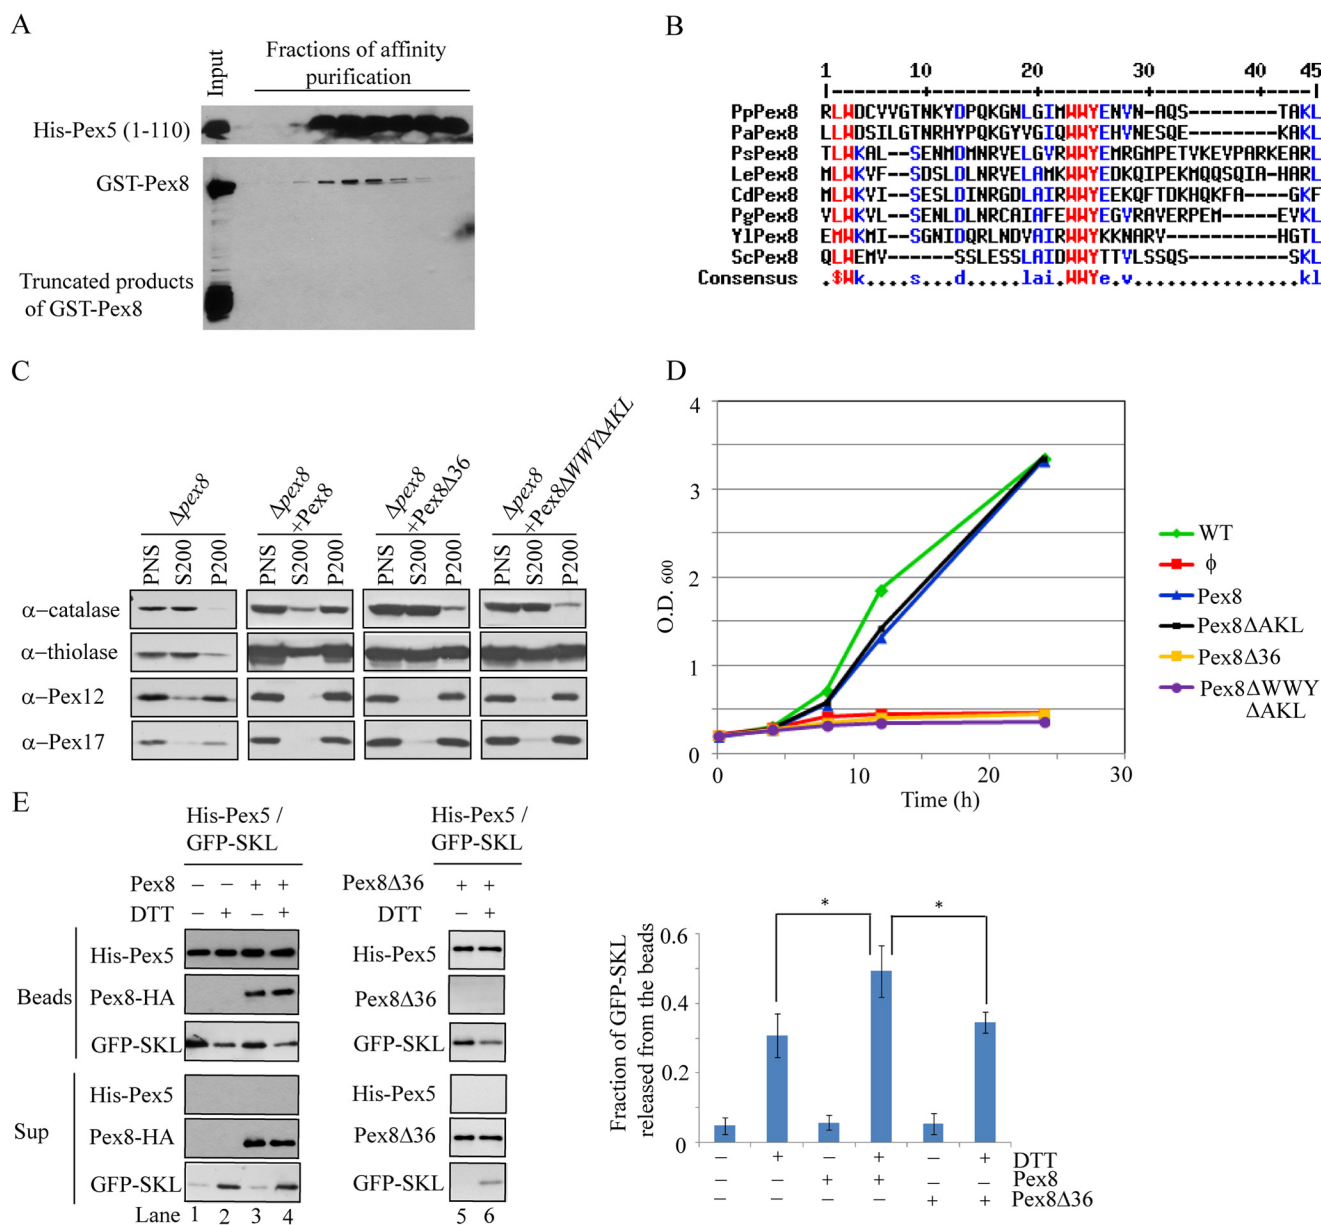 A
Fractions of affinity
purification
Input
His-Pex5 (1-110)
GST-Pex8
Truncated products
of GST-Pex8
B
1 10 20 30 40 45
PpPex8 RLWDCVVGTNKYDPQKGNLGIMWWYENVN-AQS---------TAKL
PaPex8 LLWDSILGTNRHYPQKGYVGIQWWYEHVNESQE---------KAKL
PsPex8 TLWKAL--SENMDMNRVELGVRWWYEMRGMPETVKEVPARKEARL
LePex8 MLWKVF--SDSLDLNRVELAMKWWYEDKQIPEKMQQSQIA-HARL
CdPex8 MLWKVI--SESLDINRGDLAIRWWYEEKQFTDKHQKFA----GKF
PgPex8 VLWKVL--SENLDLNRCAIAFEWWYEGVRAVERPEM------EVKL
YlPex8 EMWKMI--SGNIDQRLNDVAIRWWYKKNARV----------HGTL
ScPex8 QLWEMV------SSLESSLAIDWWYTTVLSSQS---------SKL
Consensus .$Wk....s...d.....lai.WWYe.v...............kl
C
Δpex8
Δpex8
+Pex8
Δpex8
+Pex8Δ36
Δpex8
+Pex8ΔWWYΔAKL
PNS S200 P200 PNS S200 P200 PNS S200 P200 PNS S200 P200
α-catalase
α-thiolase
α-Pex12
α-Pex17
D
4
3
2
1
0
O.D. 600
0 10 20 30
Time (h)
WT
ϕ
Pex8
Pex8ΔAKL
Pex8Δ36
Pex8ΔWWY
ΔAKL
E
His-Pex5 /
GFP-SKL
Pex8 – – + +
DTT – + – +
Beads
His-Pex5
Pex8-HA
GFP-SKL
Sup
His-Pex5
Pex8-HA
GFP-SKL
Lane 1 2 3 4
His-Pex5 /
GFP-SKL
Pex8Δ36 + +
DTT – +
His-Pex5
Pex8Δ36
GFP-SKL
His-Pex5
Pex8Δ36
GFP-SKL
5 6
Fraction of GFP-SKL
released from the beads
0.6
0.4
0.2
0
* *
– + – + – + DTT
– – + + – – Pex8
– – – – + + Pex8Δ36